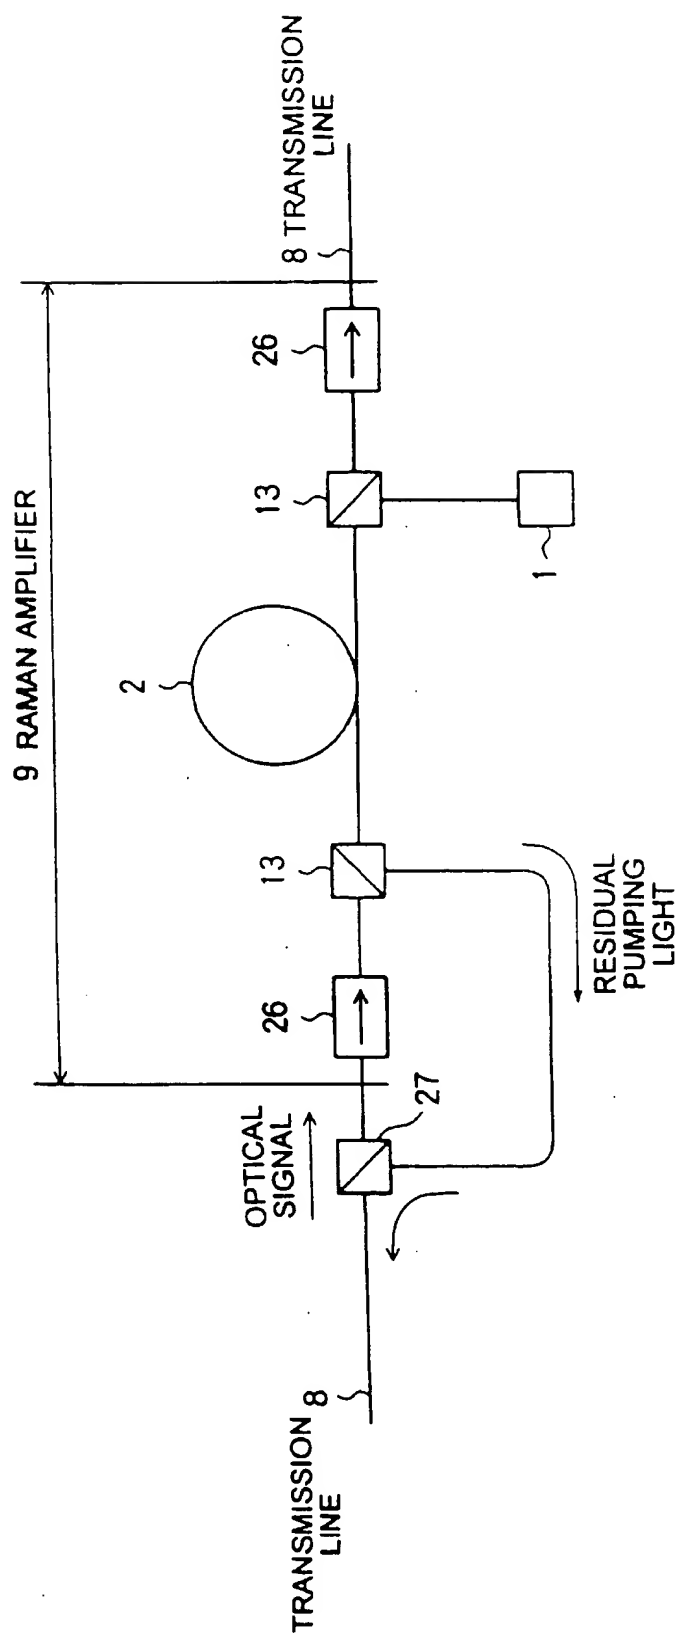 9 RAMAN AMPLIFIER
OPTICAL
SIGNAL
TRANSMISSION
LINE
8
27
26
13
2
13
26
8 TRANSMISSION
LINE
1
RESIDUAL
PUMPING
LIGHT